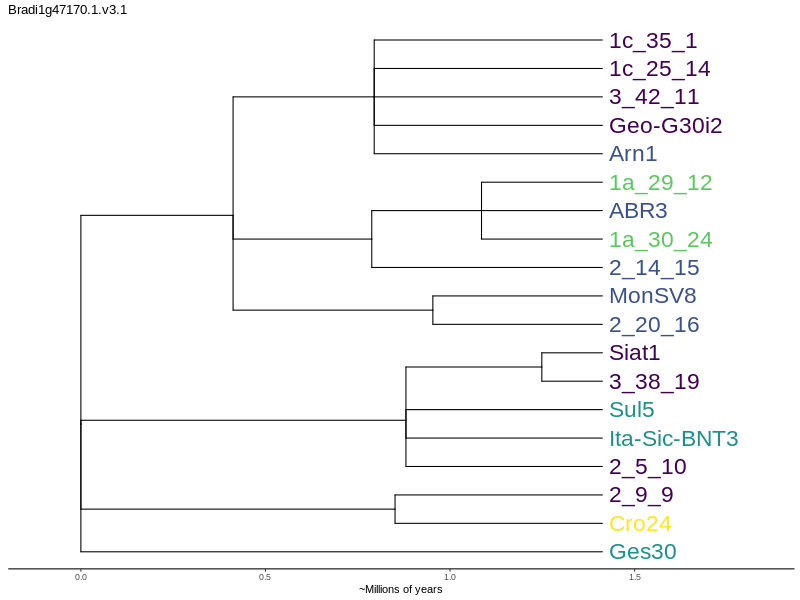 Bradi1g47170.1.v3.1
1c_35_1
1c_25_14
3_42_11
Geo-G30i2
Arn1
1a_29_12
ABR3
1a_30_24
2_14_15
MonSV8
2_20_16
Siat1
3_38_19
Sul5
Ita-Sic-BNT3
2_5_10
2_9_9
Cro24
Ges30
0.0 0.5 1.0 1.5
~Millions of years